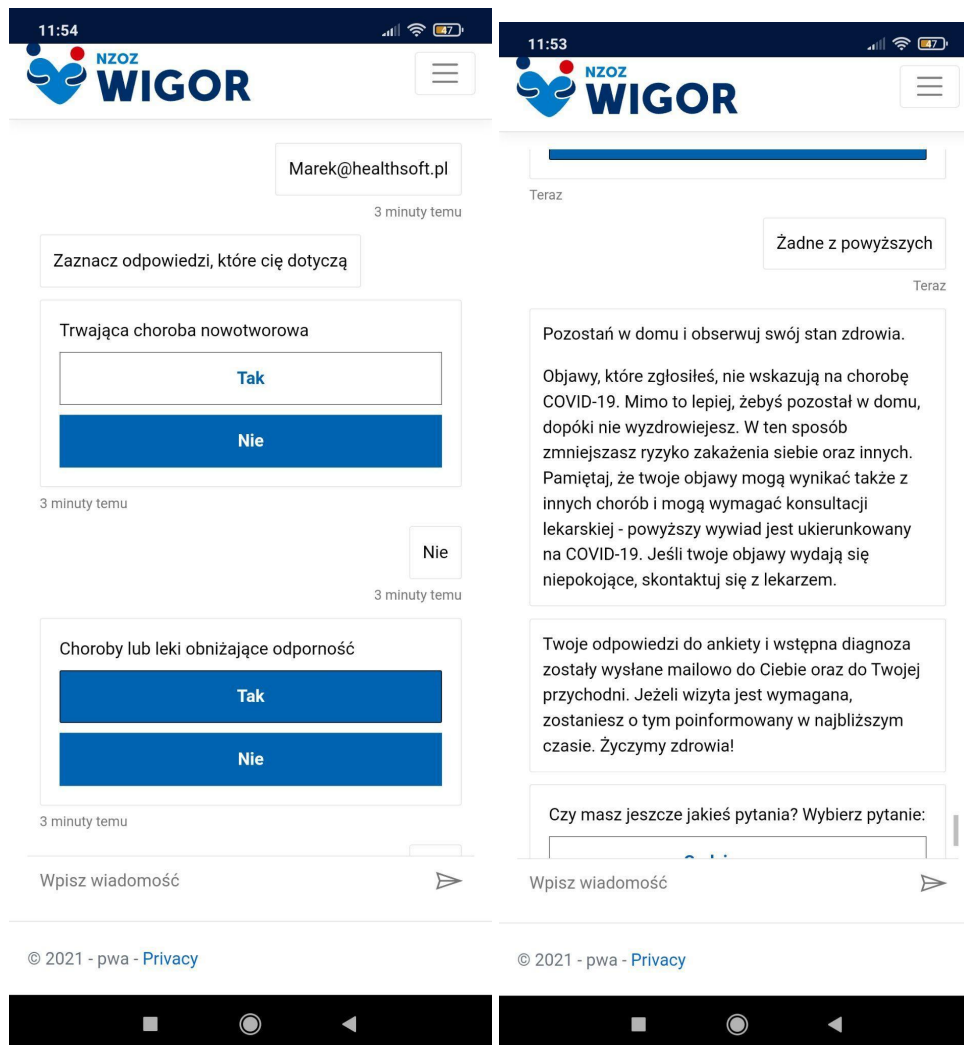 11:54
47
NZOZ
WIGOR
Marek@healthsoft.pl
3 minuty temu
Zaznacz odpowiedzi, które cię dotyczą
Trwająca choroba nowotworowa
Tak
Nie
3 minuty temu
Nie
3 minuty temu
Choroby lub leki obniżające odporność
Tak
Nie
3 minuty temu
Wpisz wiadomość
© 2021 - pwa - Privacy
11:53
47
NZOZ
WIGOR
Teraz
Żadne z powyższych
Teraz
Pozostań w domu i obserwuj swój stan zdrowia.
Objawy, które zgłosiłeś, nie wskazują na chorobę
COVID-19. Mimo to lepiej, żebyś pozostał w domu,
dopóki nie wyzdrowiejesz. W ten sposób
zmniejszasz ryzyko zakażenia siebie oraz innych.
Pamiętaj, że twoje objawy mogą wynikać także z
innych chorób i mogą wymagać konsultacji
lekarskiej - powyższy wywiad jest ukierunkowany
na COVID-19. Jeśli twoje objawy wydają się
niepokojące, skontaktuj się z lekarzem.
Twoje odpowiedzi do ankiety i wstępna diagnoza
zostały wysłane mailowo do Ciebie oraz do Twojej
przychodni. Jeżeli wizyta jest wymagana,
zostaniesz o tym poinformowany w najbliższym
czasie. Życzymy zdrowia!
Czy masz jeszcze jakieś pytania? Wybierz pytanie:
Wpisz wiadomość
© 2021 - pwa - Privacy